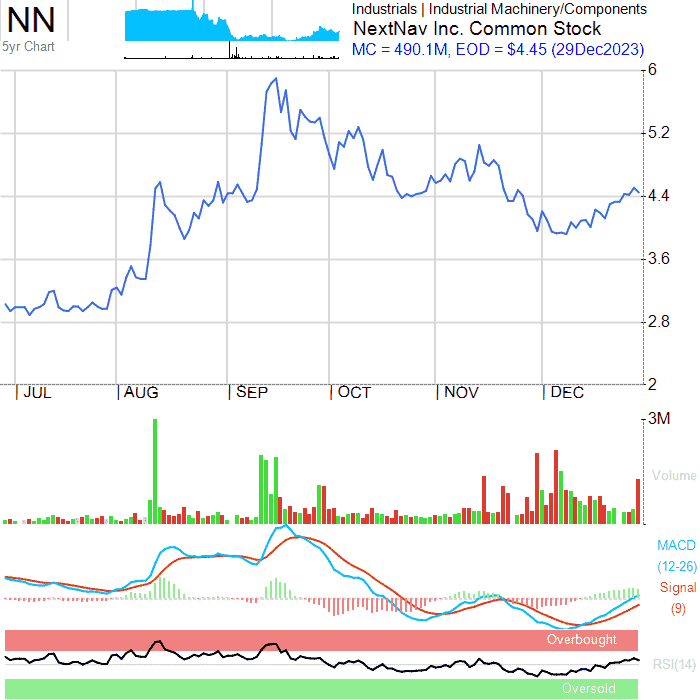 NN
5yr Chart
Industrials | Industrial Machinery/Components
NextNav Inc. Common Stock
MC = 490.1M, EOD = $4.45 (29Dec2023)
6
5.2
4.4
3.6
2.8
2
JUL AUG SEP OCT NOV DEC
3M
Volume
MACD
(12-26)
Signal
(9)
Overbought
RSI(14)
Oversold